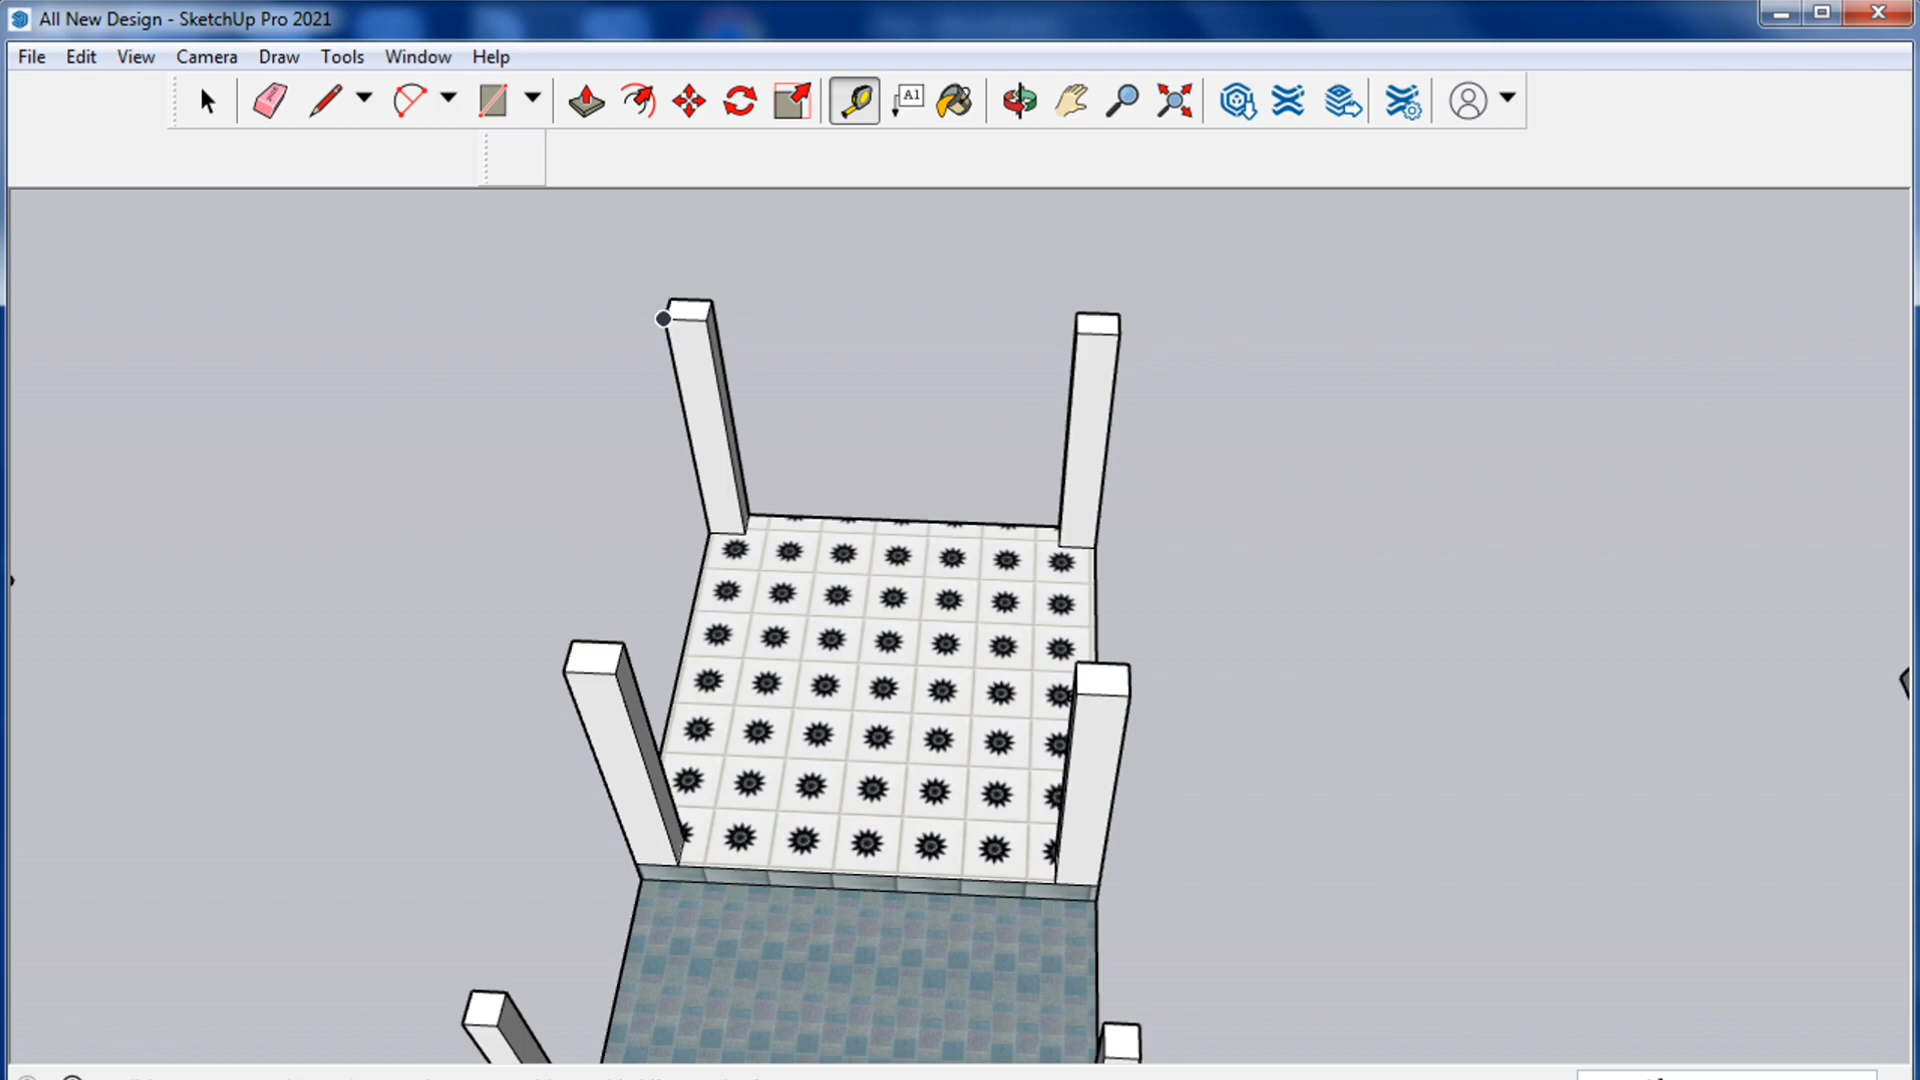 All New Design - SketchUp Pro 2021
File Edit View Camera Draw Tools Window Help
A1